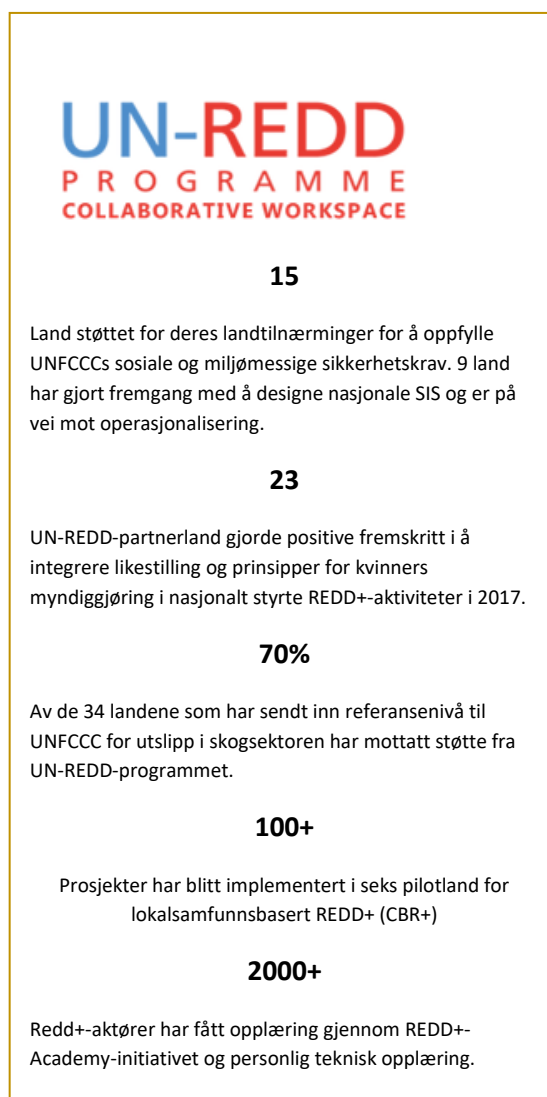 UN-REDD
PROGRAMME
COLLABORATIVE WORKSPACE
15
Land støttet for deres landtilnærminger for å oppfylle
UNFCCCs sosiale og miljømessige sikkerhetskrav. 9 land
har gjort fremgang med å designe nasjonale SIS og er på
vei mot operasjonalisering.
23
UN-REDD-partnerland gjorde positive fremskritt i å
integrere likestilling og prinsipper for kvinners
myndiggjøring i nasjonalt styrte REDD+-aktiviteter i 2017.
70%
Av de 34 landene som har sendt inn referansenivå til
UNFCCC for utslipp i skogsektoren har mottatt støtte fra
UN-REDD-programmet.
100+
Prosjekter har blitt implementert i seks pilotland for
lokalsamfunnsbasert REDD+ (CBR+)
2000+
Redd+-aktører har fått opplæring gjennom REDD+-
Academy-initiativet og personlig teknisk opplæring.